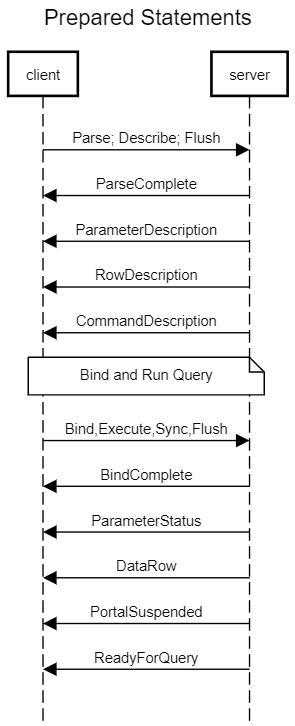 Prepared Statements
client
server
Parse; Describe; Flush
ParseComplete
ParameterDescription
RowDescription
CommandDescription
Bind and Run Query
Bind,Execute,Sync,Flush
BindComplete
ParameterStatus
DataRow
PortalSuspended
ReadyForQuery